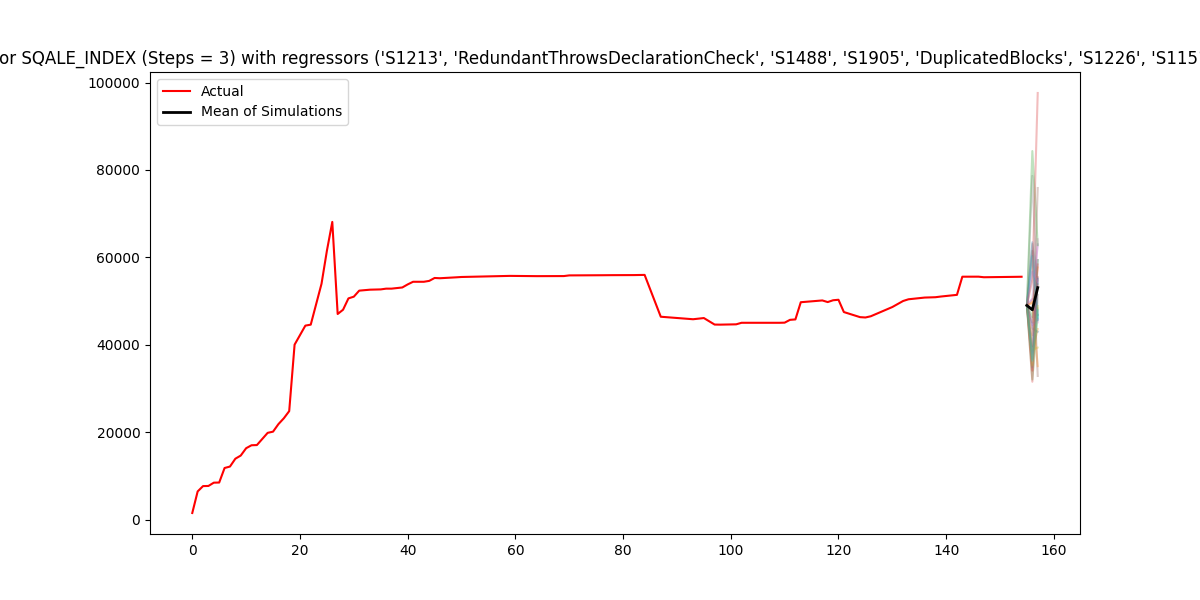 or SQALE_INDEX (Steps = 3) with regressors ('S1213', 'RedundantThrowsDeclarationCheck', 'S1488', 'S1905', 'DuplicatedBlocks', 'S1226', 'S115
Actual
Mean of Simulations
100000
80000
60000
40000
20000
0
0 20 40 60 80 100 120 140 160